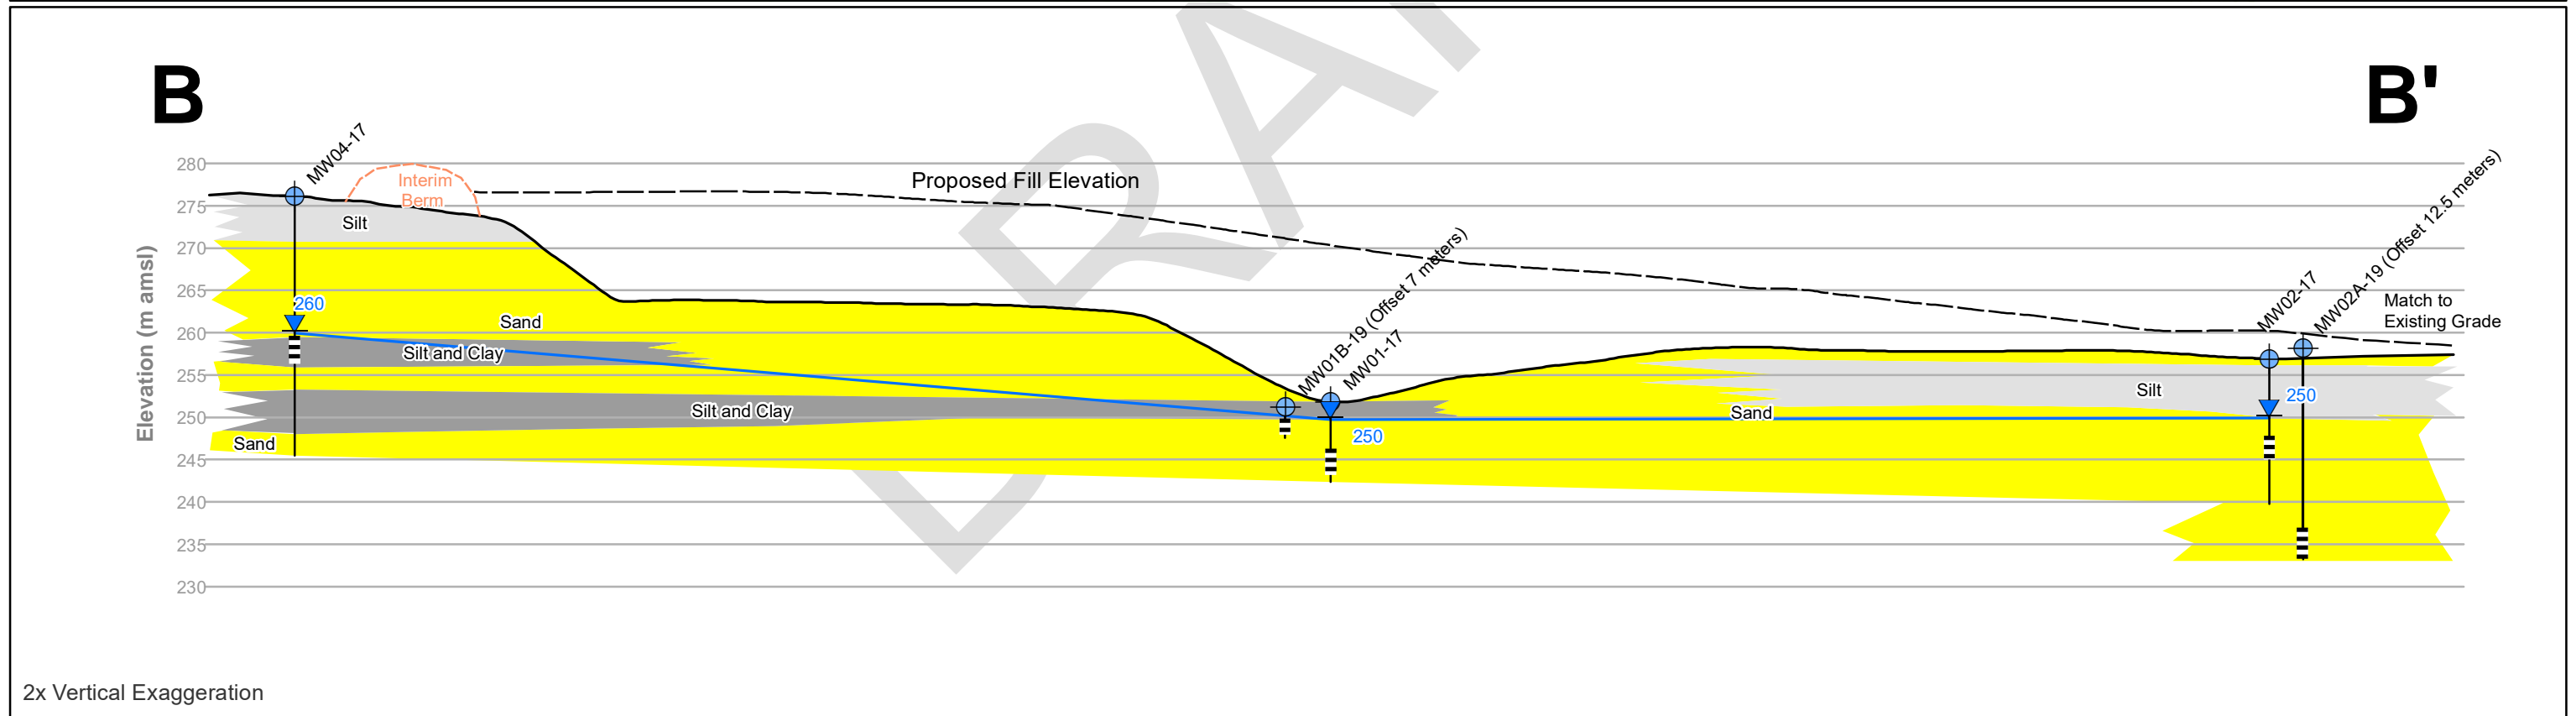 B
B'
MW04-17
280
Interim
Berm
Proposed Fill Elevation
MW01B-19 (Offset 7 meters)
MW01-17
MW02-17
MW02A-19 (Offset 12.5 meters)
Match to
Existing Grade
275
Silt
270
265
260
Sand
260
Silt and Clay
255
Silt
250
Silt and Clay
Sand
250
250
Sand
245
240
235
230
Elevation (m amsl)
DRAF
2x Vertical Exaggeration